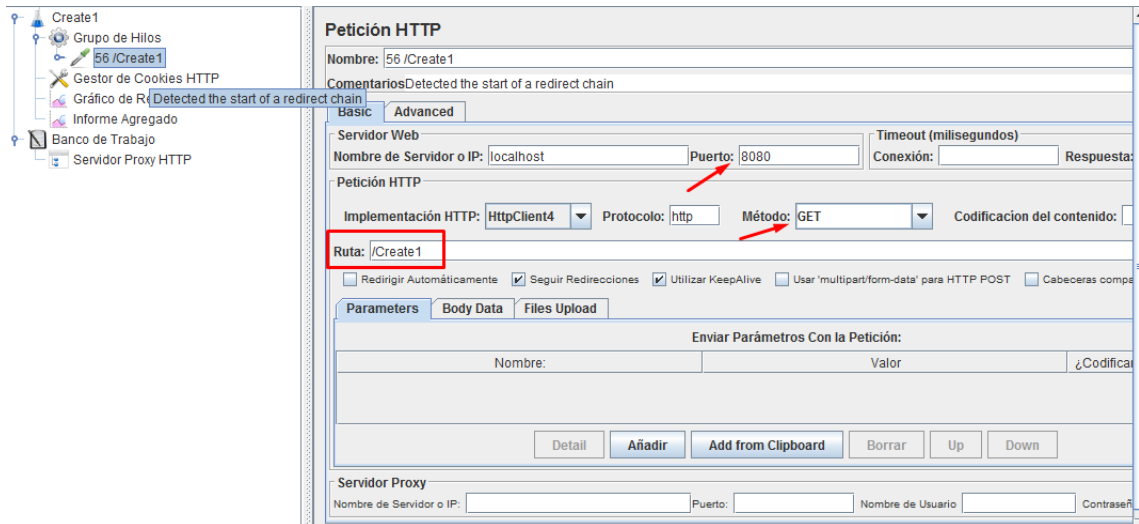 Create1
Grupo de Hilos
56 /Create1
Gestor de Cookies HTTP
Gráfico de Re
Detected the start of a redirect chain
Informe Agregado
Banco de Trabajo
Servidor Proxy HTTP
Petición HTTP
Nombre: 56 /Create1
Comentarios Detected the start of a redirect chain
Basic Advanced
Servidor Web Timeout (milisegundos)
Nombre de Servidor o IP: localhost Puerto: 8080 Conexión: Respuesta:
Petición HTTP
Implementación HTTP: HttpClient4 Protocolo: http Método: GET Codificacion del contenido:
Ruta: /Create1
Redirigir Automáticamente Seguir Redirecciones Utilizar KeepAlive Usar 'multipart/form-data' para HTTP POST Cabeceras compa
Parameters Body Data Files Upload
Enviar Parámetros Con la Petición:
Nombre: Valor ¿Codificar
Detail Añadir Add from Clipboard Borrar Up Down
Servidor Proxy
Nombre de Servidor o IP: Puerto: Nombre de Usuario Contraseñ